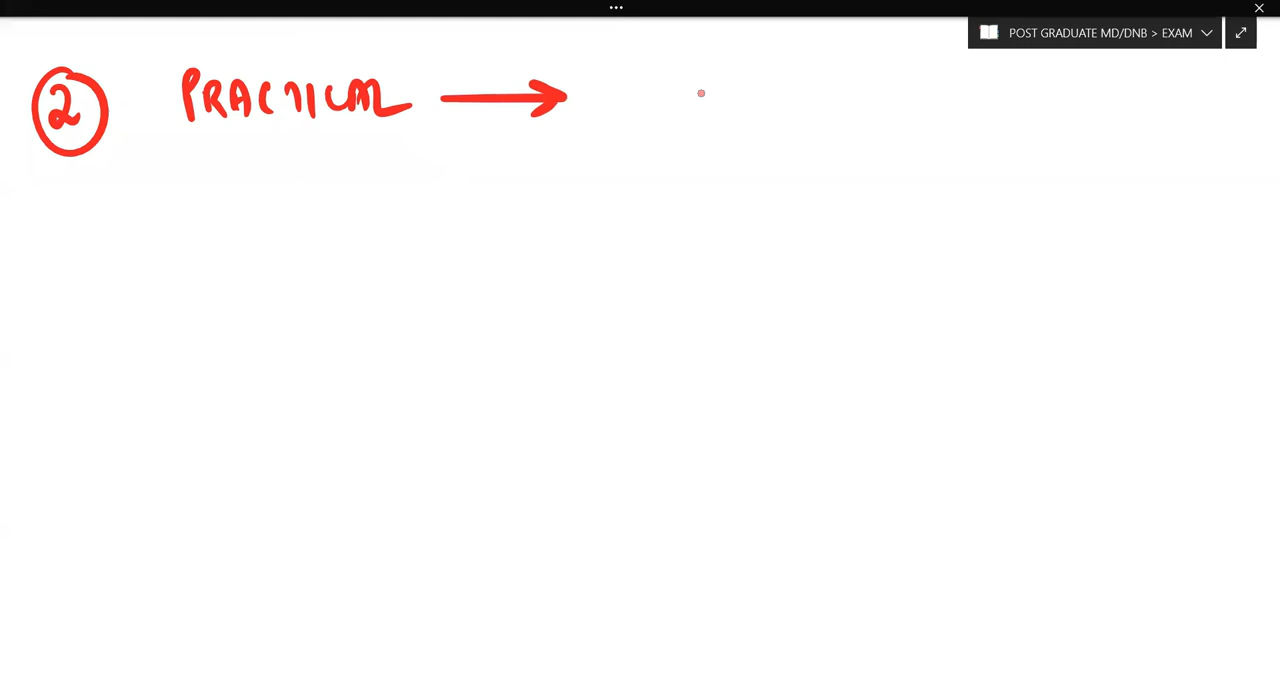 POST GRADUATE MD/DNB > EXAM
2 PRACTICAL →